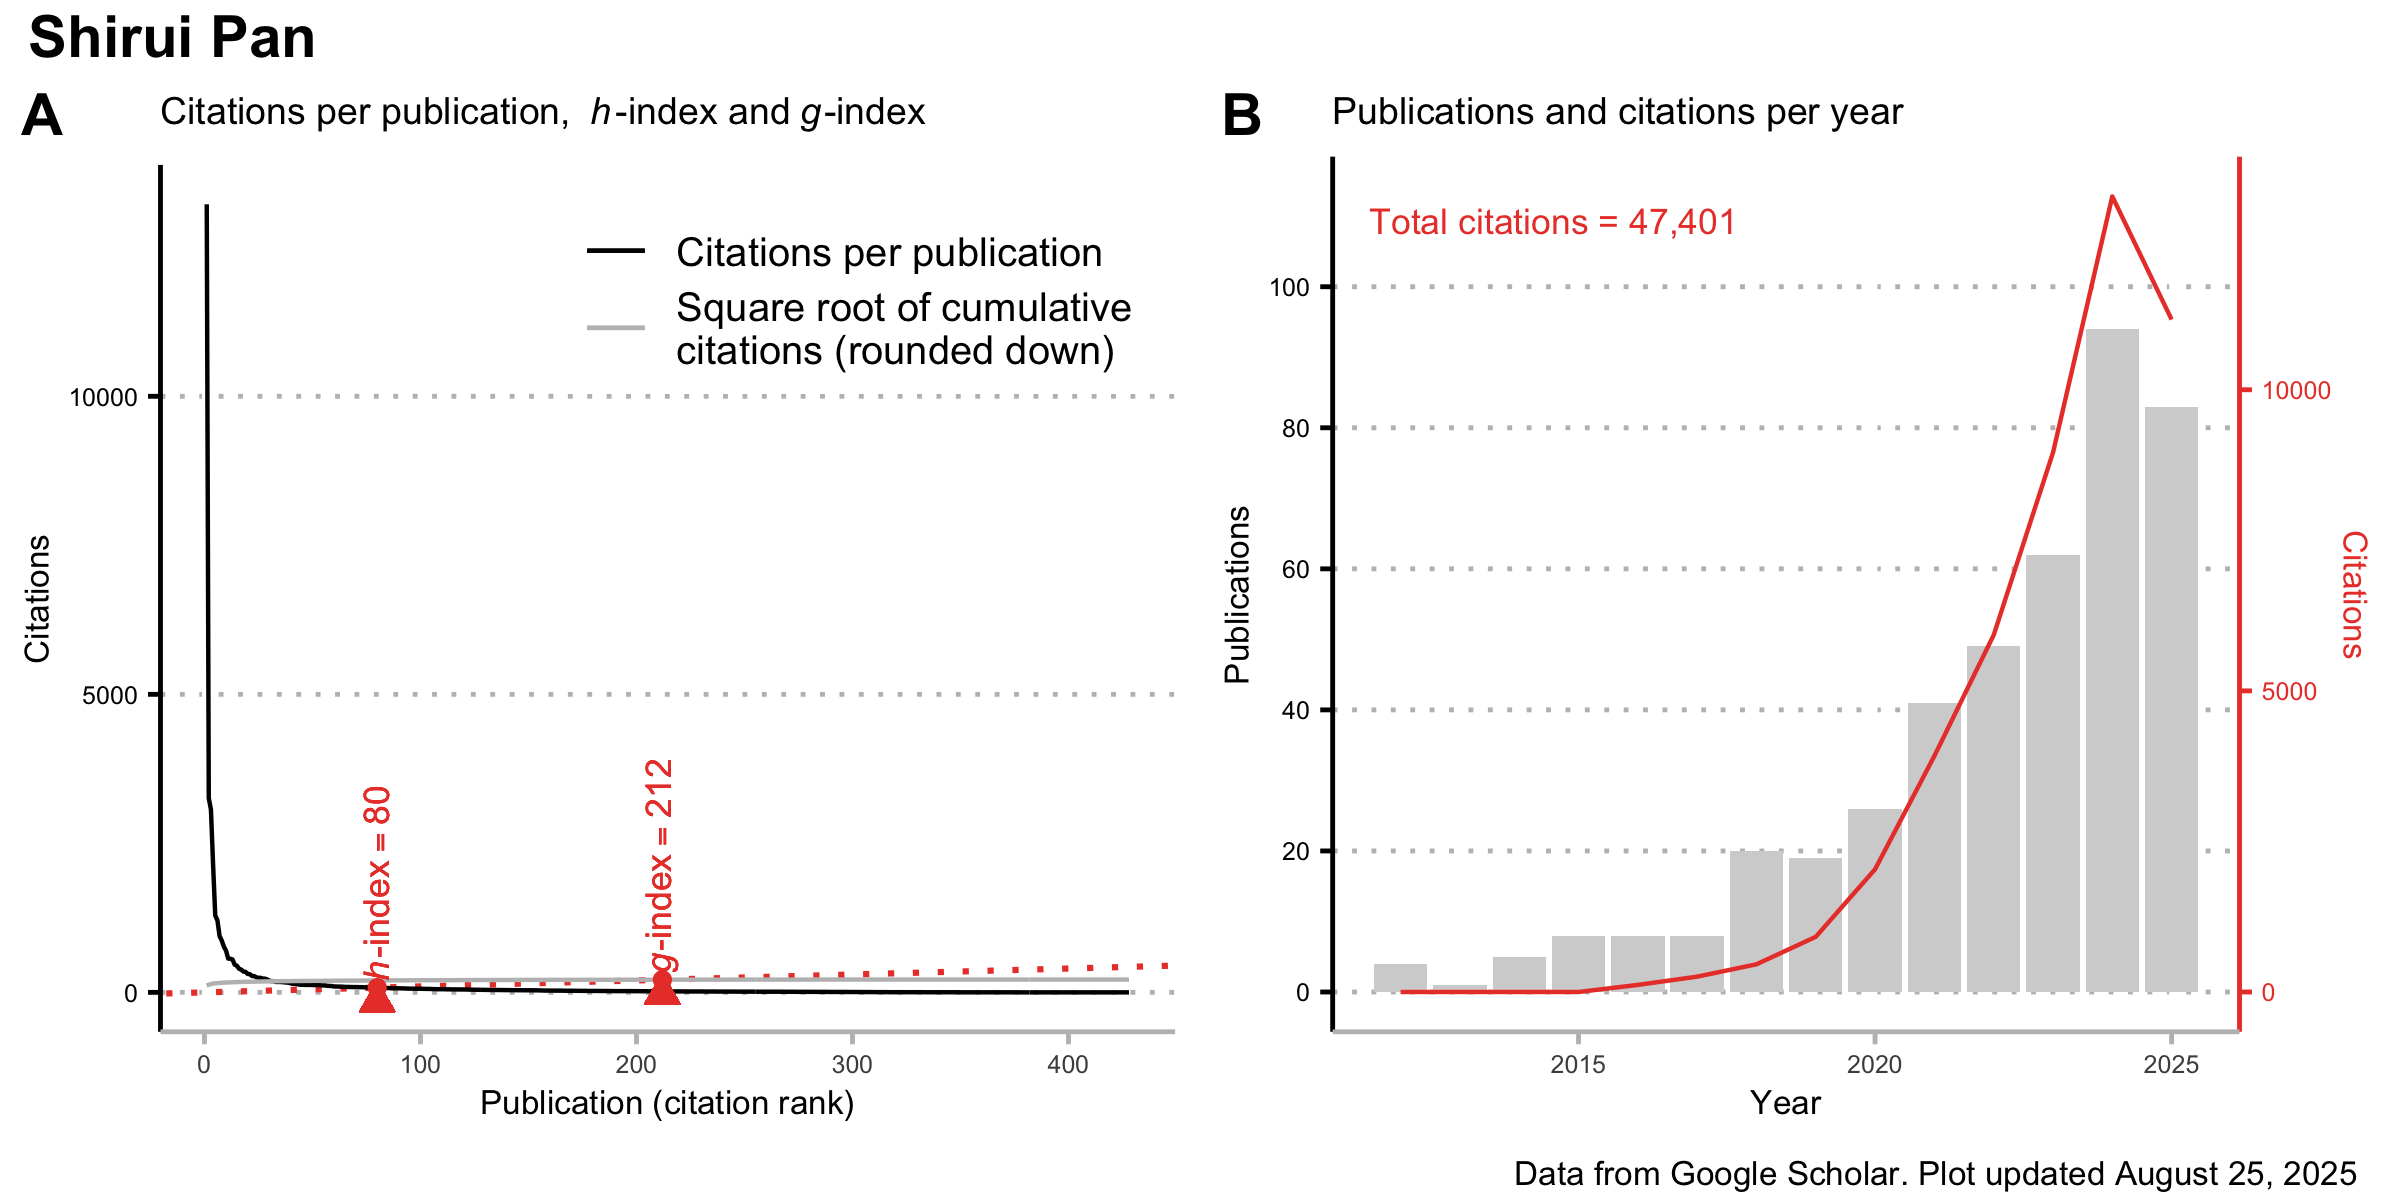 Shirui Pan
A
Citations per publication, h-index and g-index
Citations per publication
Square root of cumulative
citations (rounded down)
10000
5000
0
Citations
h-index = 80
g-index = 212
0
100
200
300
400
Publication (citation rank)
B
Publications and citations per year
Total citations = 47,401
100
80
60
40
20
0
Publications
10000
5000
0
Citations
2015
2020
2025
Year
Data from Google Scholar. Plot updated August 25, 2025